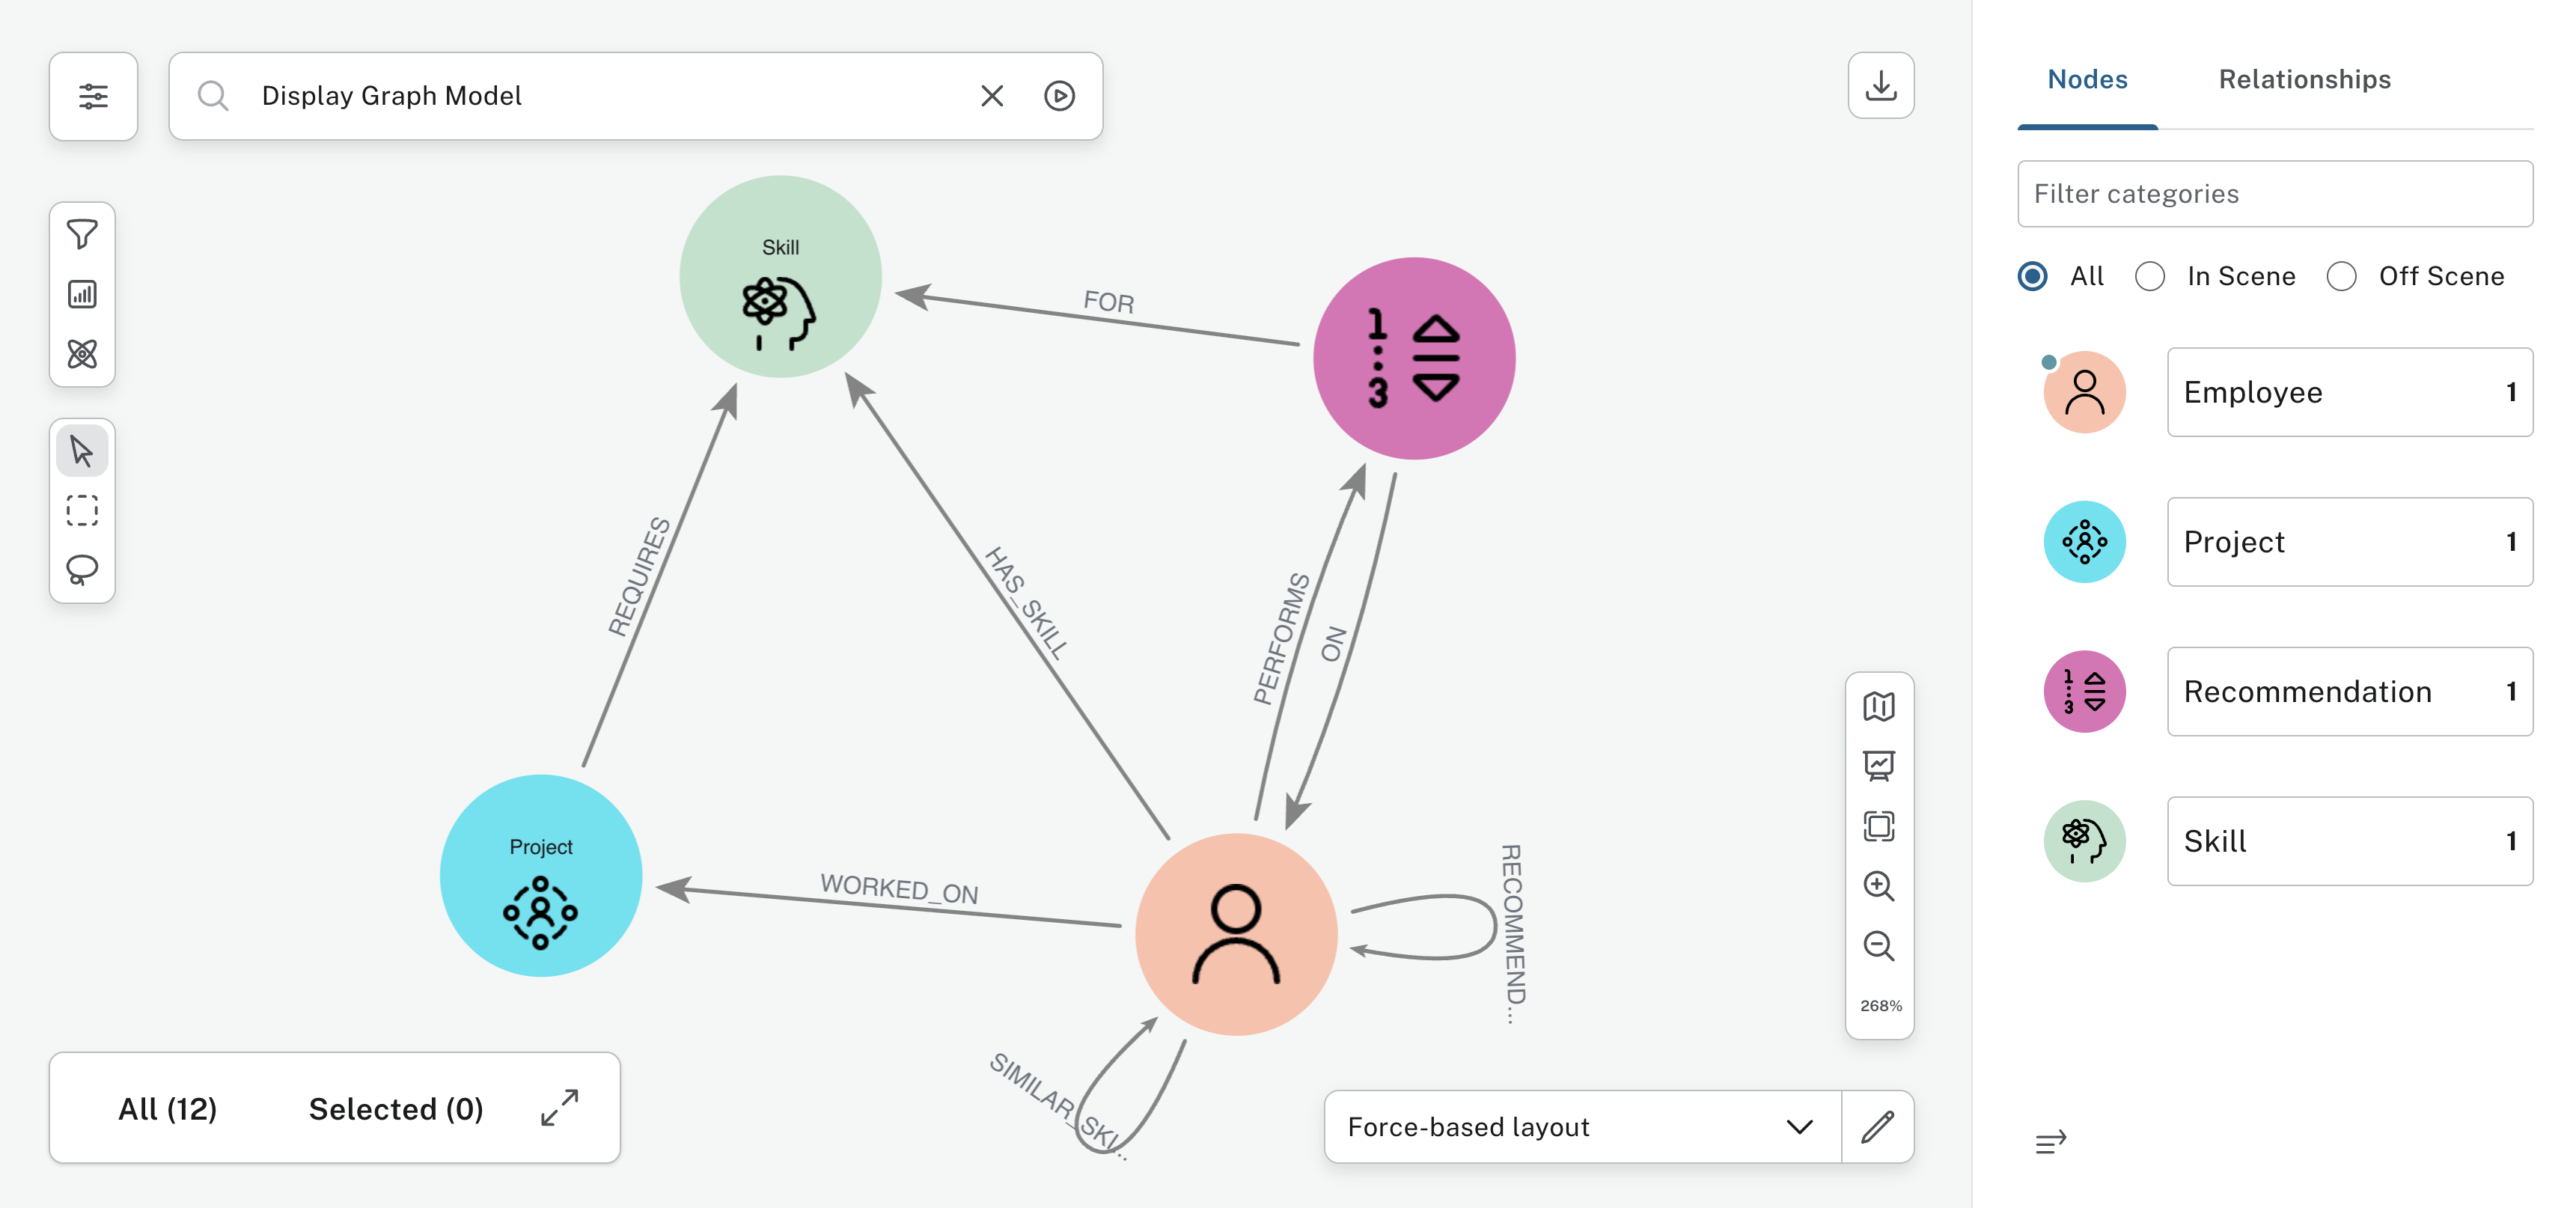 Display Graph Model
Nodes
Relationships
Filter categories
All
In Scene
Off Scene
Employee 1
Project 1
Recommendation 1
Skill 1
Skill
FOR
1
3
REQUIRES
HAS_SKILL
PERFORMS
ON
Project
WORKED_ON
RECOMMEND...
SIMILAR_SKI...
268%
All (12)
Selected (0)
Force-based layout